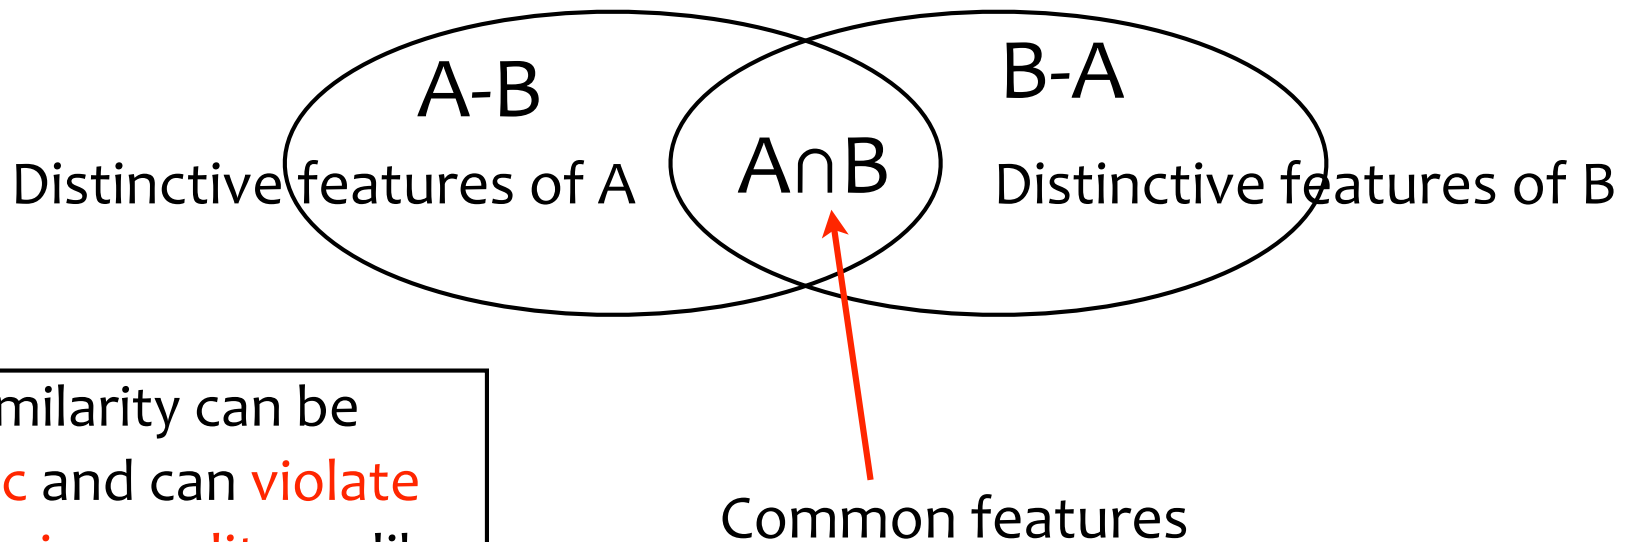 A-B
B-A
A∩B
Distinctive features of A
Distinctive features of B
milarity can be
c and can violate
Common features